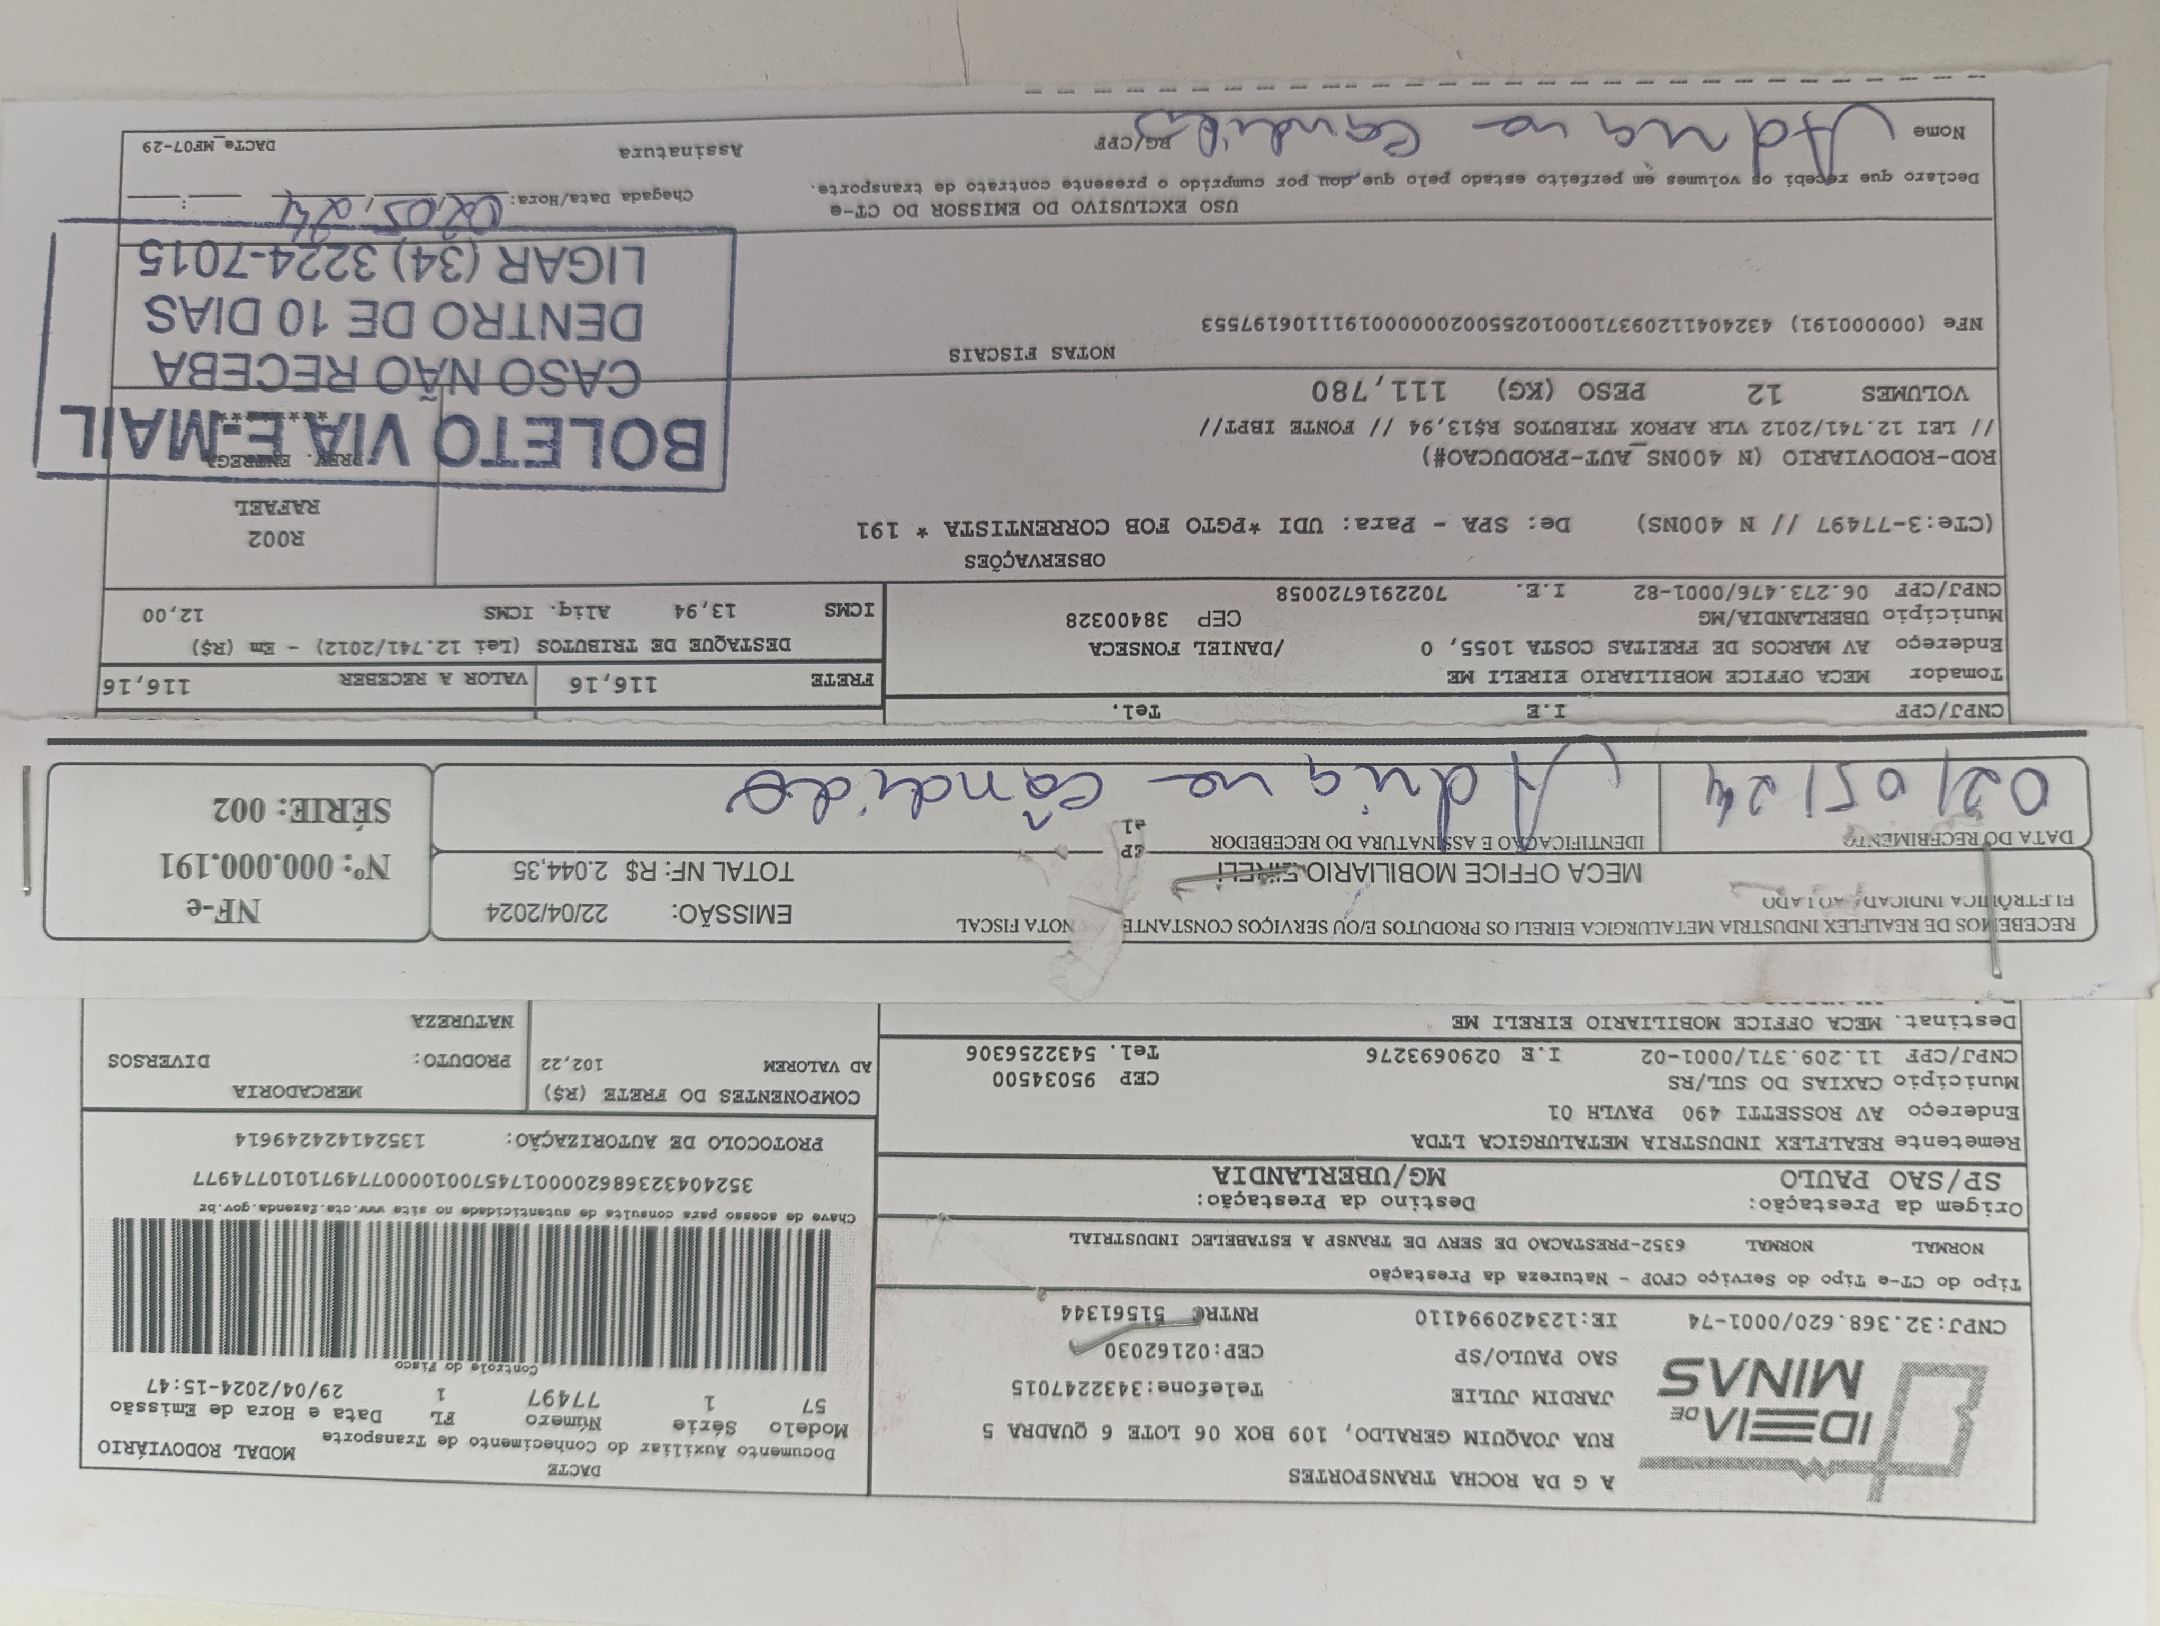 IDEIA DE MINAS
A G DA ROCHA TRANSPORTES
RUA JOAQUIM GERALDO, 109 BOX 06 LOTE 6 QUADRA 5
JARDIM JULIE Telefone:3432247015
SAO PAULO/SP CEP:02162030
CNPJ:32.368.620/0001-74 IE:123420994110 RNTRC 51561344
DACTE
Documento Auxiliar do Conhecimento de Transporte MODAL RODOVIÁRIO
Modelo Série Número FL Data e Hora de Emissão
57 1 77497 1 29/04/2024-15:47
Controle do Fisco
Chave de acesso para consulta de autenticidade no site www.cte.fazenda.gov.br
35240432368620000174570010000774971010774977
PROTOCOLO DE AUTORIZAÇÃO: 135241424249614
Tipo do CT-e Tipo do Serviço CFOP - Natureza da Prestação
NORMAL NORMAL 6352-PRESTACAO DE SERV DE TRANSP A ESTABELEC INDUSTRIAL
Origem da Prestação: Destino da Prestação:
SP/SAO PAULO MG/UBERLANDIA
Remetente REALFLEX INDUSTRIA METALURGICA LTDA
Endereço AV ROSSETTI 490 PAVLH 01
Município CAXIAS DO SUL/RS CEP 95034500
CNPJ/CPF 11.209.371/0001-02 I.E 0290693276 Tel. 5432256306
Destinat. MECA OFFICE MOBILIARIO EIRELI ME
COMPONENTES DO FRETE (R$) MERCADORIA
AD VALOREM 102,22 PRODUTO: DIVERSOS
NATUREZA
RECEBEMOS DE REALFLEX INDUSTRIA METALURGICA EIRELI OS PRODUTOS E/OU SERVIÇOS CONSTANTE NOTA FISCAL
ELETRÔNICA INDICADA AO LADO
MECA OFFICE MOBILIARIO EIRELI
EMISSÃO: 22/04/2024
TOTAL NF: R$ 2.044,35
NF-e
Nº: 000.000.191
SÉRIE: 002
DATA DO RECEBIMENTO IDENTIFICAÇÃO E ASSINATURA DO RECEBEDOR
02/05/24 Adriana Cândido
CNPJ/CPF I.E Tel.
Tomador MECA OFFICE MOBILIARIO EIRELI ME
Endereço AV MARCOS DE FREITAS COSTA 1055, 0 /DANIEL FONSECA
Município UBERLANDIA/MG CEP 38400328
CNPJ/CPF 06.273.476/0001-82 I.E. 7022916720058
FRETE 116,16 VALOR A RECEBER 116,16
DESTAQUE DE TRIBUTOS (Lei 12.741/2012) - Em (R$)
ICMS 13,94 Aliq. ICMS 12,00
OBSERVAÇÕES
(CTe:3-77497 // N 400NS) De: SPA - Para: UDI *PGTO FOB CORRENTISTA * 191
ROD-RODOVIARIO (N 400NS_AUT-PRODUCAO#)
// LEI 12.741/2012 VLR APROX TRIBUTOS R$13,94 // FONTE IBPT//
R002
RAFAEL
PREV. ENTREGA
VOLUMES 12 PESO (KG) 111,780
NOTAS FISCAIS
NFe (00000191) 43240411209371000102550020000001911106197553
BOLETO VIA E-MAIL
CASO NÃO RECEBA
DENTRO DE 10 DIAS
LIGAR (34) 3224-7015
USO EXCLUSIVO DO EMISSOR DO CT-e
Declaro que recebi os volumes em perfeito estado pelo que dou por cumprido o presente contrato de transporte.
Chegada Data/Hora: 02/05/24
Nome Adriana Candido RG/CPF Assinatura
DACTe_MF07-29